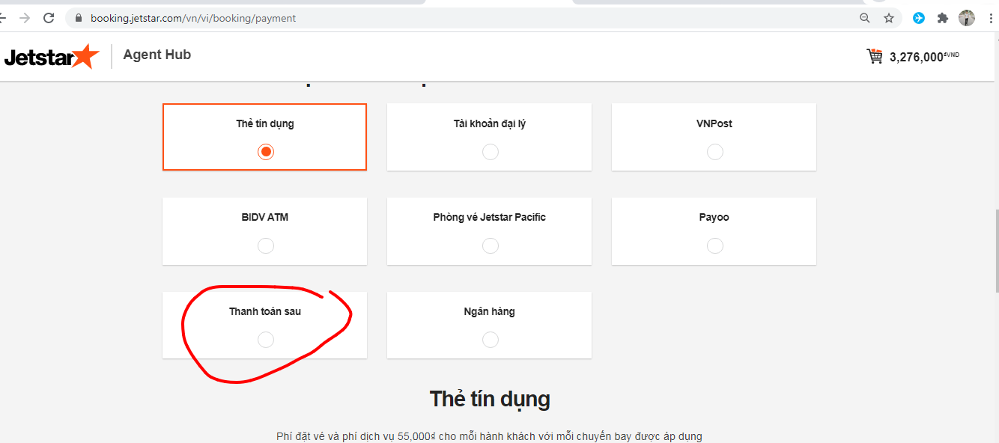 booking.jetstar.com/vn/vi/booking/payment
Jetstar Agent Hub
3,276,000₫VND
Thẻ tín dụng
Tài khoản đại lý
VNPost
BIDV ATM
Phòng vé Jetstar Pacific
Payoo
Thanh toán sau
Ngân hàng
Thẻ tín dụng
Phí đặt vé và phí dịch vụ 55,000₫ cho mỗi hành khách với mỗi chuyến bay được áp dụng